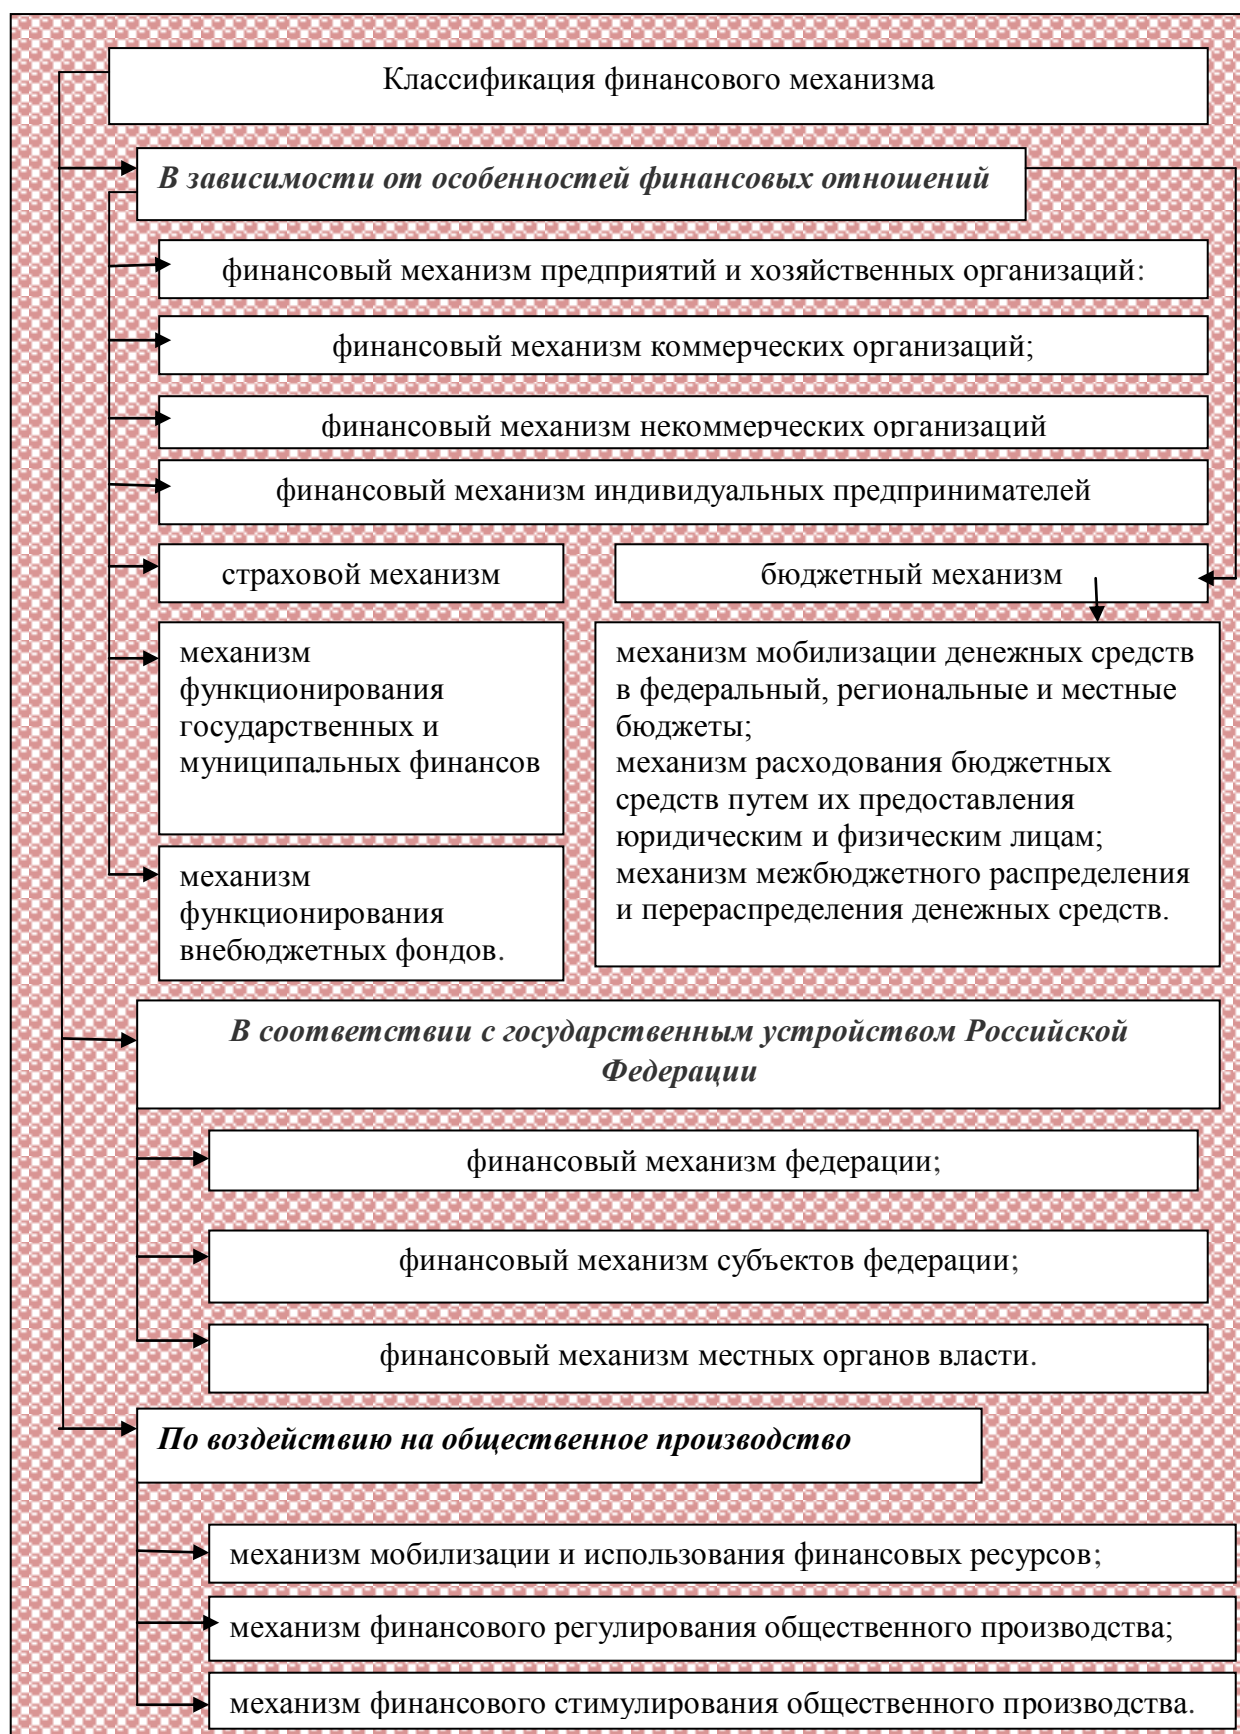 Классификация финансового механизма
В зависимости от особенностей финансовых отношений
финансовый механизм предприятий и хозяйственных организаций:
финансовый механизм коммерческих организаций;
финансовый механизм некоммерческих организаций
финансовый механизм индивидуальных предпринимателей
страховой механизм
бюджетный механизм
механизм
функционирования
государственных и
муниципальных финансов
механизм мобилизации денежных средств
в федеральный, региональные и местные
бюджеты;
механизм расходования бюджетных
средств путем их предоставления
юридическим и физическим лицам;
механизм межбюджетного распределения
и перераспределения денежных средств.
механизм
функционирования
внебюджетных фондов.
В соответствии с государственным устройством Российской
Федерации
финансовый механизм федерации;
финансовый механизм субъектов федерации;
финансовый механизм местных органов власти.
По воздействию на общественное производство
механизм мобилизации и использования финансовых ресурсов;
механизм финансового регулирования общественного производства;
механизм финансового стимулирования общественного производства.